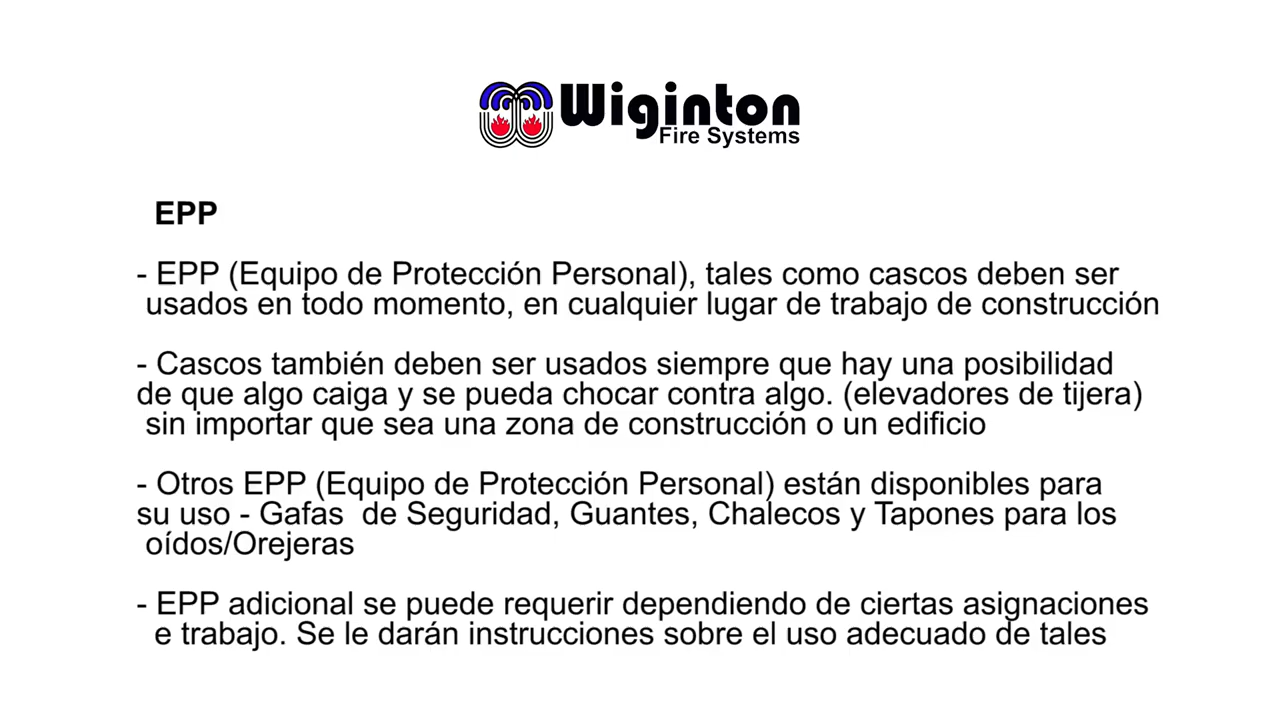 Wiginton
Fire Systems
EPP
- EPP (Equipo de Protección Personal), tales como cascos deben ser
usados en todo momento, en cualquier lugar de trabajo de construcción
- Cascos también deben ser usados siempre que hay una posibilidad
de que algo caiga y se pueda chocar contra algo. (elevadores de tijera)
sin importar que sea una zona de construcción o un edificio
- Otros EPP (Equipo de Protección Personal) están disponibles para
su uso - Gafas  de Seguridad, Guantes, Chalecos y Tapones para los
oídos/Orejeras
- EPP adicional se puede requerir dependiendo de ciertas asignaciones
e trabajo. Se le darán instrucciones sobre el uso adecuado de tales